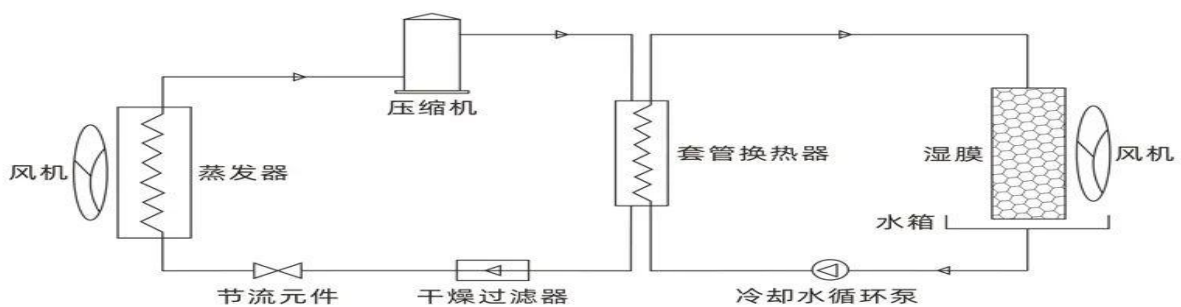 压缩机
风机
蒸发器
套管换热器
湿膜
风机
水箱
节流元件
干燥过滤器
冷却水循环泵